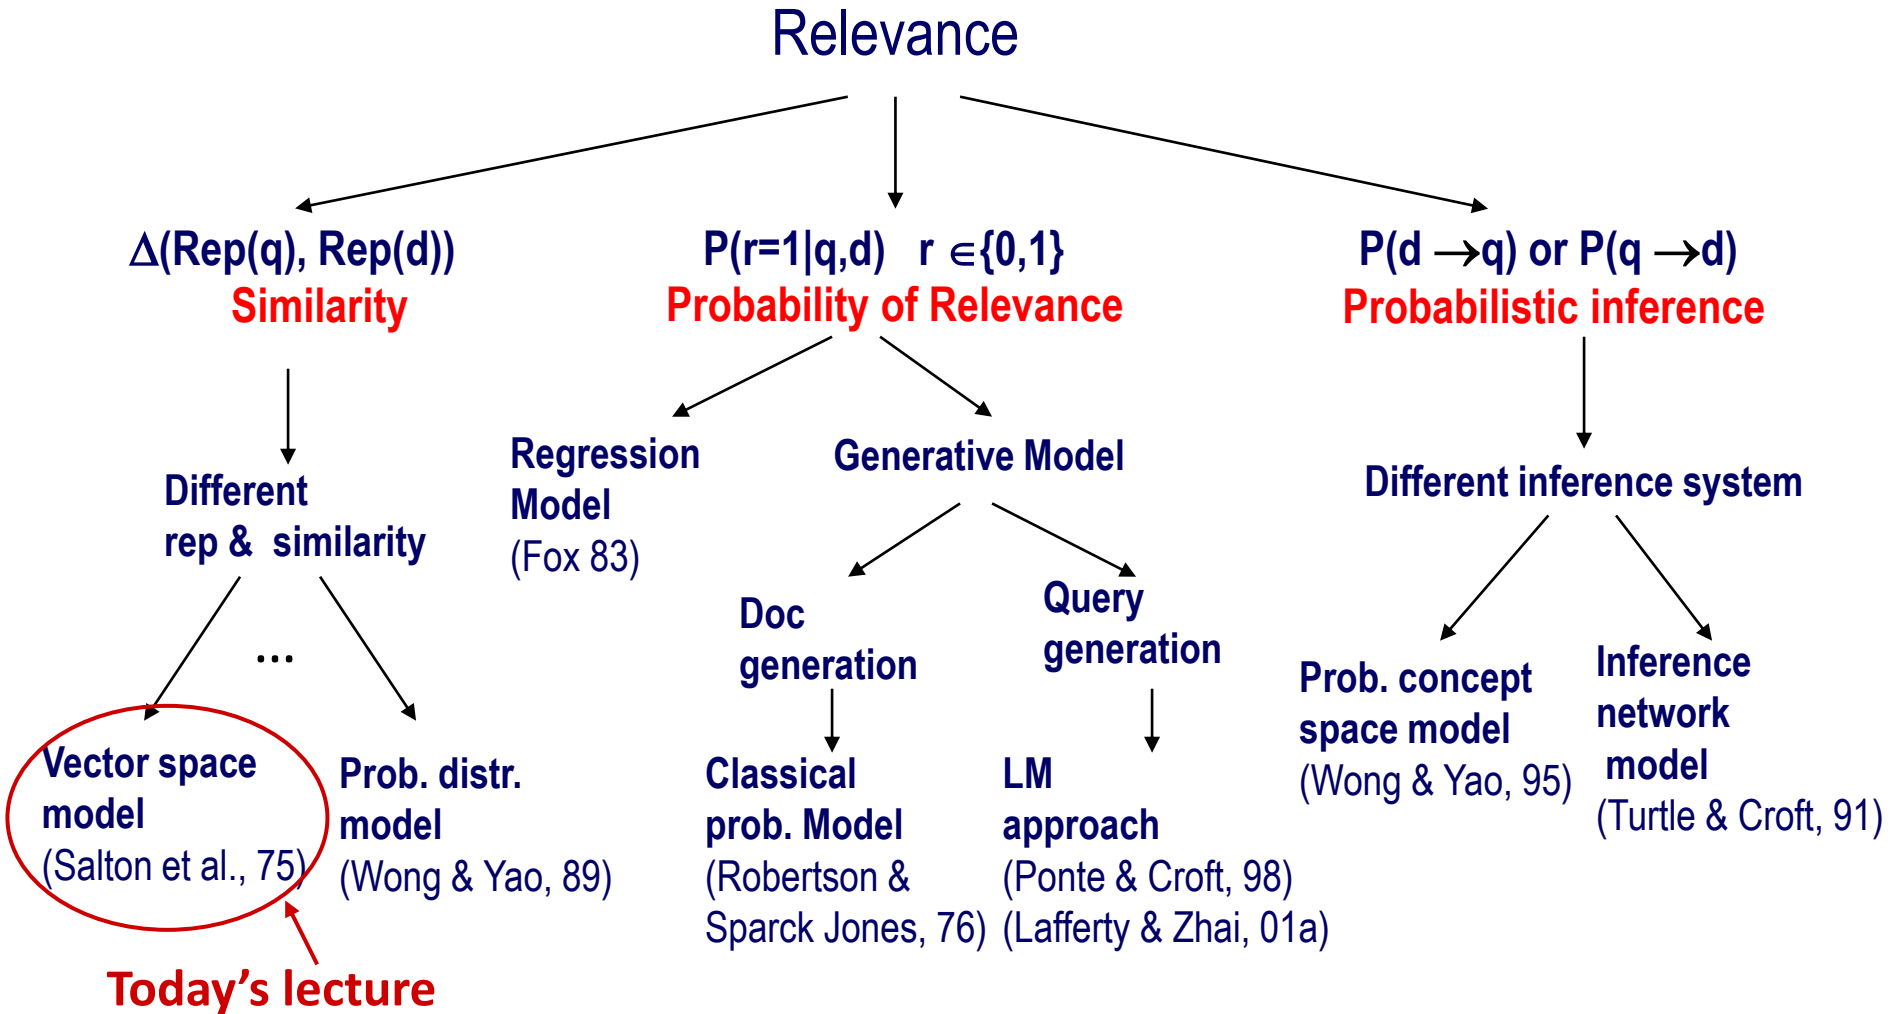 Relevance
Δ(Rep(q), Rep(d))
Similarity
P(r=1|q,d) r ∈{0,1}
Probability of Relevance
P(d →q) or P(q →d)
Probabilistic inference
Different
rep & similarity
Regression
Model
(Fox 83)
Generative Model
Different inference system
…
Doc
generation
Query
generation
Vector space
model
(Salton et al., 75)
Prob. distr.
model
(Wong & Yao, 89)
Classical
prob. Model
(Robertson &
Sparck Jones, 76)
LM
approach
(Ponte & Croft, 98)
(Lafferty & Zhai, 01a)
Prob. concept
space model
(Wong & Yao, 95)
Inference
network
model
(Turtle & Croft, 91)
Today’s lecture